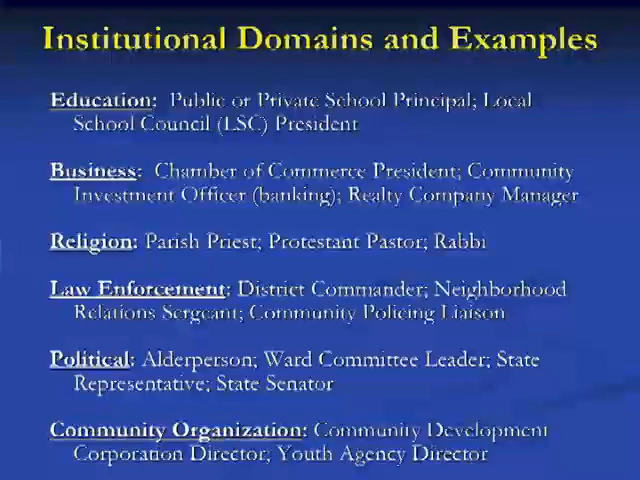 Institutional Domains and Examples
Education: Public or Private School Principal; Local
School Council (LSC) President
Business: Chamber of Commerce President; Community
Investment Officer (banking); Realty Company Manager
Religion: Parish Priest; Protestant Pastor; Rabbi
Law Enforcement: District Commander; Neighborhood
Relations Sergeant; Community Policing Liaison
Political: Alderperson; Ward Committee Leader; State
Representative; State Senator
Community Organization: Community Development
Corporation Director; Youth Agency Director